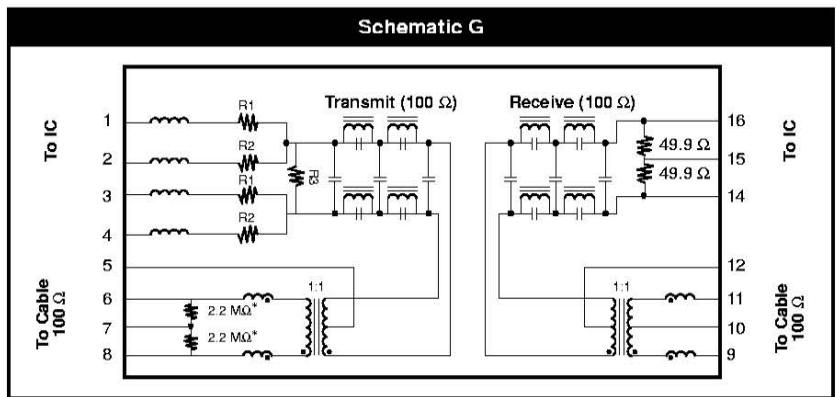 Schematic G
Transmit (100 Ω)
Receive (100 Ω)
To IC
1
R1
2
R2
3
R1
4
R2
R3
5
To Cable
100 Ω
6
2.2 MΩ*
7
2.2 MΩ*
8
1:1
16
49.9 Ω
15
49.9 Ω
14
To IC
12
1:1
11
10
9
To Cable
100 Ω